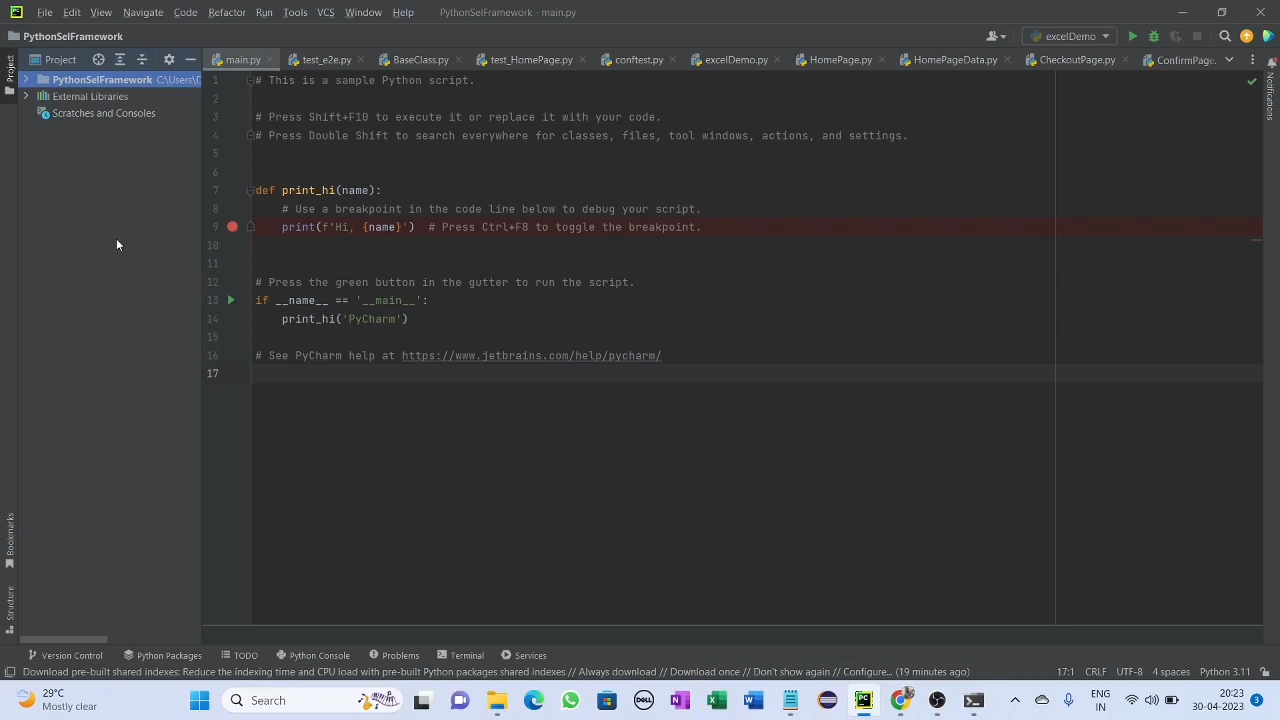 PC File Edit View Navigate Code Refactor Run Tools VCS Window Help PythonSelFramework - main.py
PythonSelFramework excelDemo
Project main.py test_e2e.py BaseClass.py test_HomePage.py conftest.py excelDemo.py HomePage.py HomePageData.py CheckoutPage.py ConfirmPage.
Project
PythonSelFramework C:\Users\D
External Libraries
Scratches and Consoles
Notifications
1 # This is a sample Python script.
2
3 # Press Shift+F10 to execute it or replace it with your code.
4 # Press Double Shift to search everywhere for classes, files, tool windows, actions, and settings.
5
6
7 def print_hi(name):
8 # Use a breakpoint in the code line below to debug your script.
9 print(f'Hi, {name}') # Press Ctrl+F8 to toggle the breakpoint.
10
11
12 # Press the green button in the gutter to run the script.
13 if __name__ == '__main__':
14 print_hi('PyCharm')
15
16 # See PyCharm help at https://www.jetbrains.com/help/pycharm/
17
Bookmarks
Structure
Version Control Python Packages TODO Python Console Problems Terminal Services
Download pre-built shared indexes: Reduce the indexing time and CPU load with pre-built Python packages shared indexes // Always download // Download once // Don't show again // Configure... (19 minutes ago) 17:1 CRLF UTF-8 4 spaces Python 3.11
29°C
Mostly clear
Search
DELL
PC
ENG
IN
20:23
30-04-2023
3